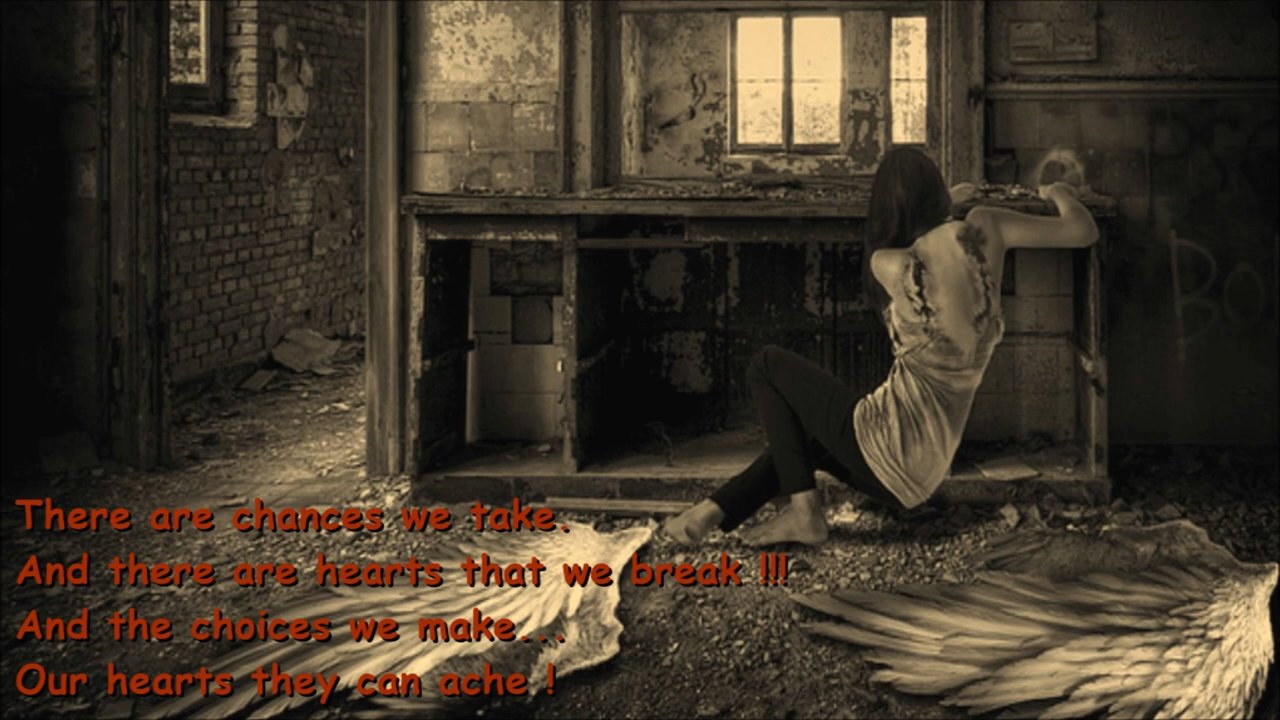 There are chances we take.
And there are hearts that we break !!!
And the choices we make...
Our hearts they can ache !